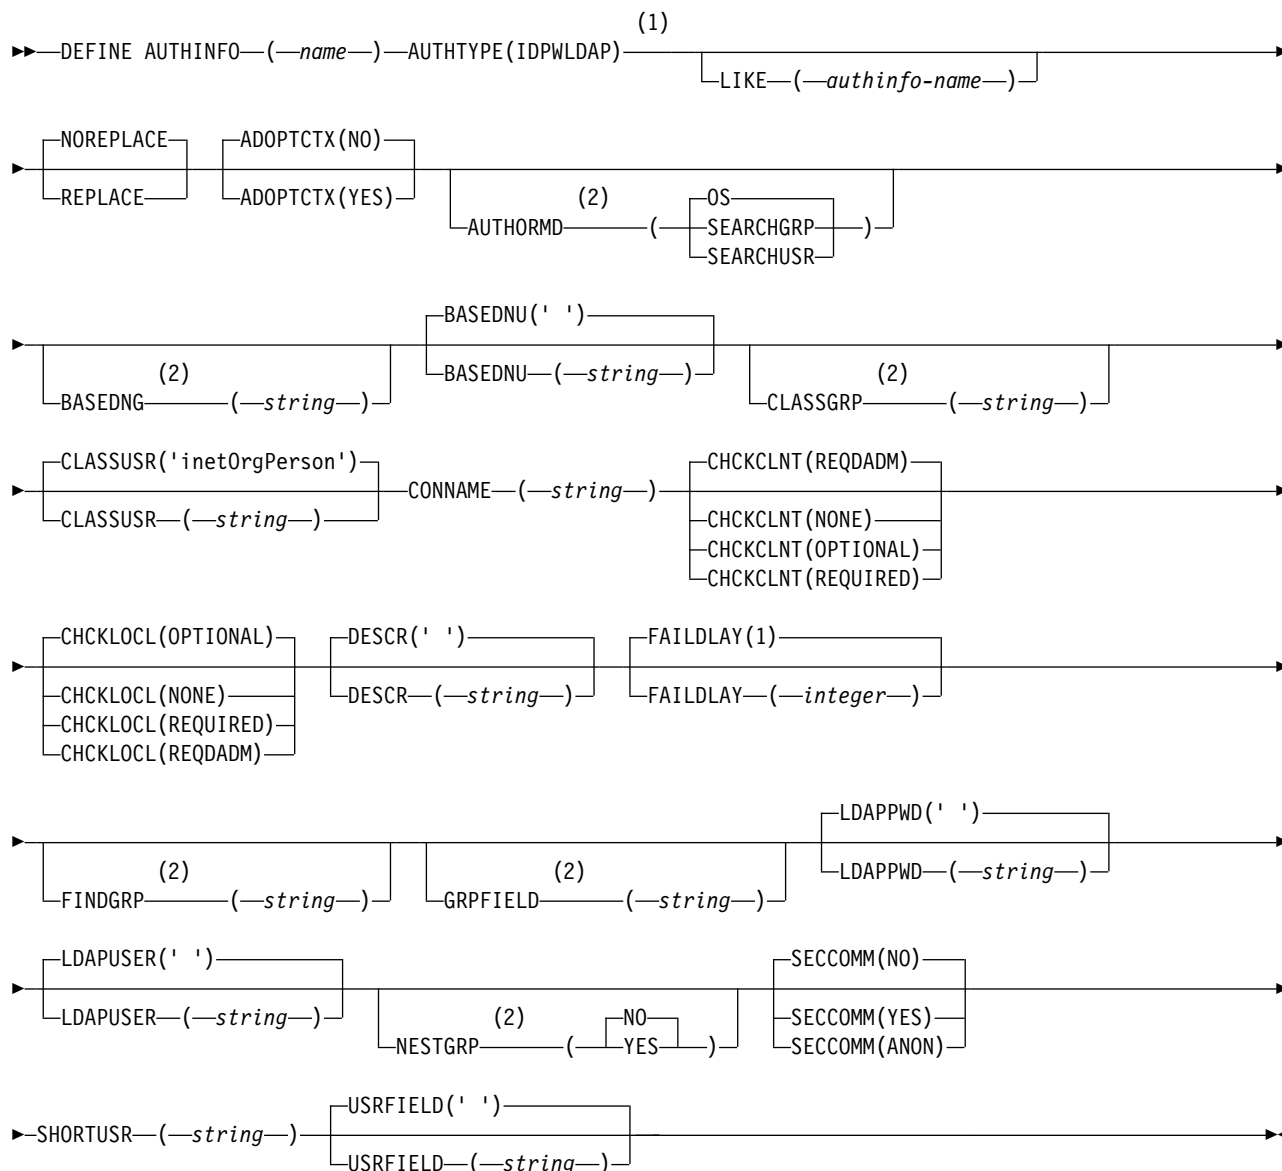 (1)
DEFINE AUTHINFO ( name ) AUTHTYPE(IDPWLDAP)
LIKE ( authinfo-name )
NOREPLACE ADOPTCTX(NO)
REPLACE ADOPTCTX(YES) (2) OS
AUTHORMD ( SEARCHGRP )
SEARCHUSR
BASEDNU(' ')
(2) BASEDNU ( string ) (2)
BASEDNG ( string ) CLASSGRP ( string )
CLASSUSR('inetOrgPerson') CONNAME ( string ) CHCKCLNT(REQDADM)
CLASSUSR ( string ) CHCKCLNT(NONE)
CHCKCLNT(OPTIONAL)
CHCKCLNT(REQUIRED)
CHCKLOCL(OPTIONAL) DESCR(' ') FAILDLAY(1)
CHCKLOCL(NONE) DESCR ( string ) FAILDLAY ( integer )
CHCKLOCL(REQUIRED)
CHCKLOCL(REQDADM)
LDAPPWD(' ')
(2) (2) LDAPPWD ( string )
FINDGRP ( string ) GRPFIELD ( string )
LDAPUSER(' ') SECCOMM(NO)
LDAPUSER ( string ) (2) NO SECCOMM(YES)
NESTGRP ( YES ) SECCOMM(ANON)
USRFIELD(' ')
SHORTUSR ( string )
USRFIELD ( string )